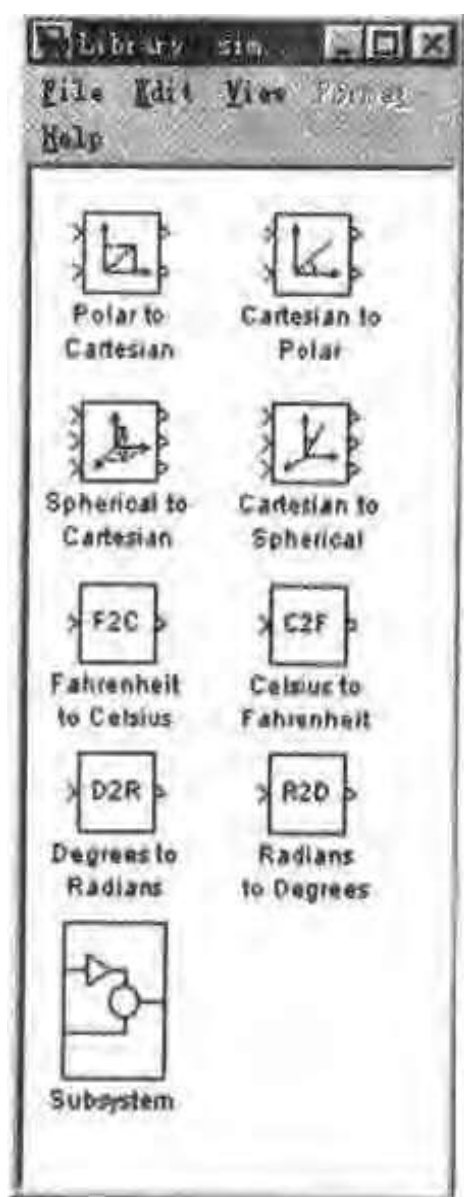 Library sim
File Edit View Format
Help
Polar to
Cartesian
Cartesian to
Polar
Spherical to
Cartesian
Cartesian to
Spherical
F2C
Fahrenheit
to Celsius
C2F
Celsius to
Fahrenheit
D2R
Degrees to
Radians
R2D
Radians
to Degrees
Subsystem